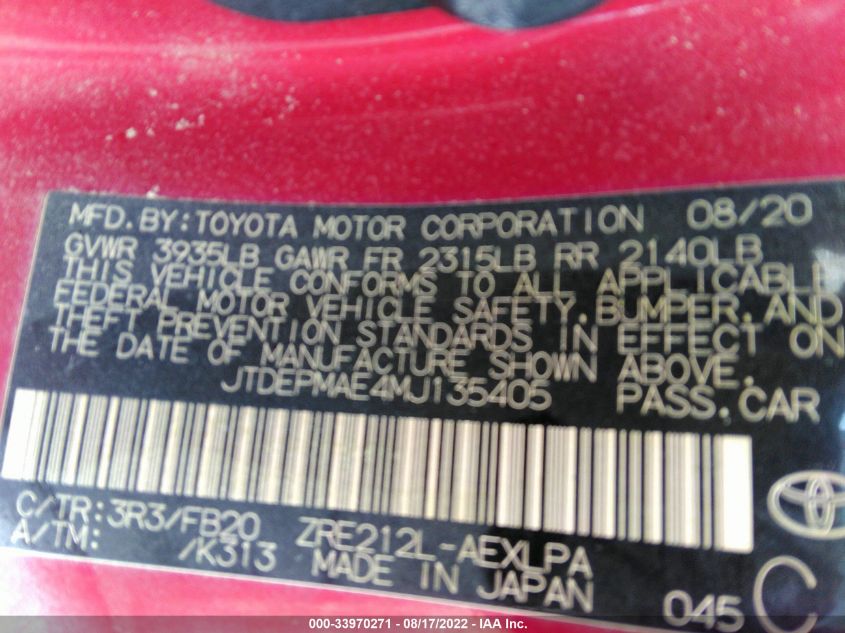 MFD.BY:TOYOTA MOTOR CORPORATION 08/20
GVWR 3935LB GAWR FR 2315LB RR 2140LB
THIS VEHICLE CONFORMS TO ALL APPLICABLE
FEDERAL MOTOR VEHICLE SAFETY,BUMPER,AND
THEFT PREVENTION STANDARDS IN EFFECT ON
THE DATE OF MANUFACTURE SHOWN ABOVE.
JTDEPMAE4MJ135405 PASS.CAR
C/TR:3R3/FB20 ZRE212L-AEXLPA
A/TM: /K313 MADE IN JAPAN 045 C
000-33970271 - 08/17/2022 - IAA Inc.